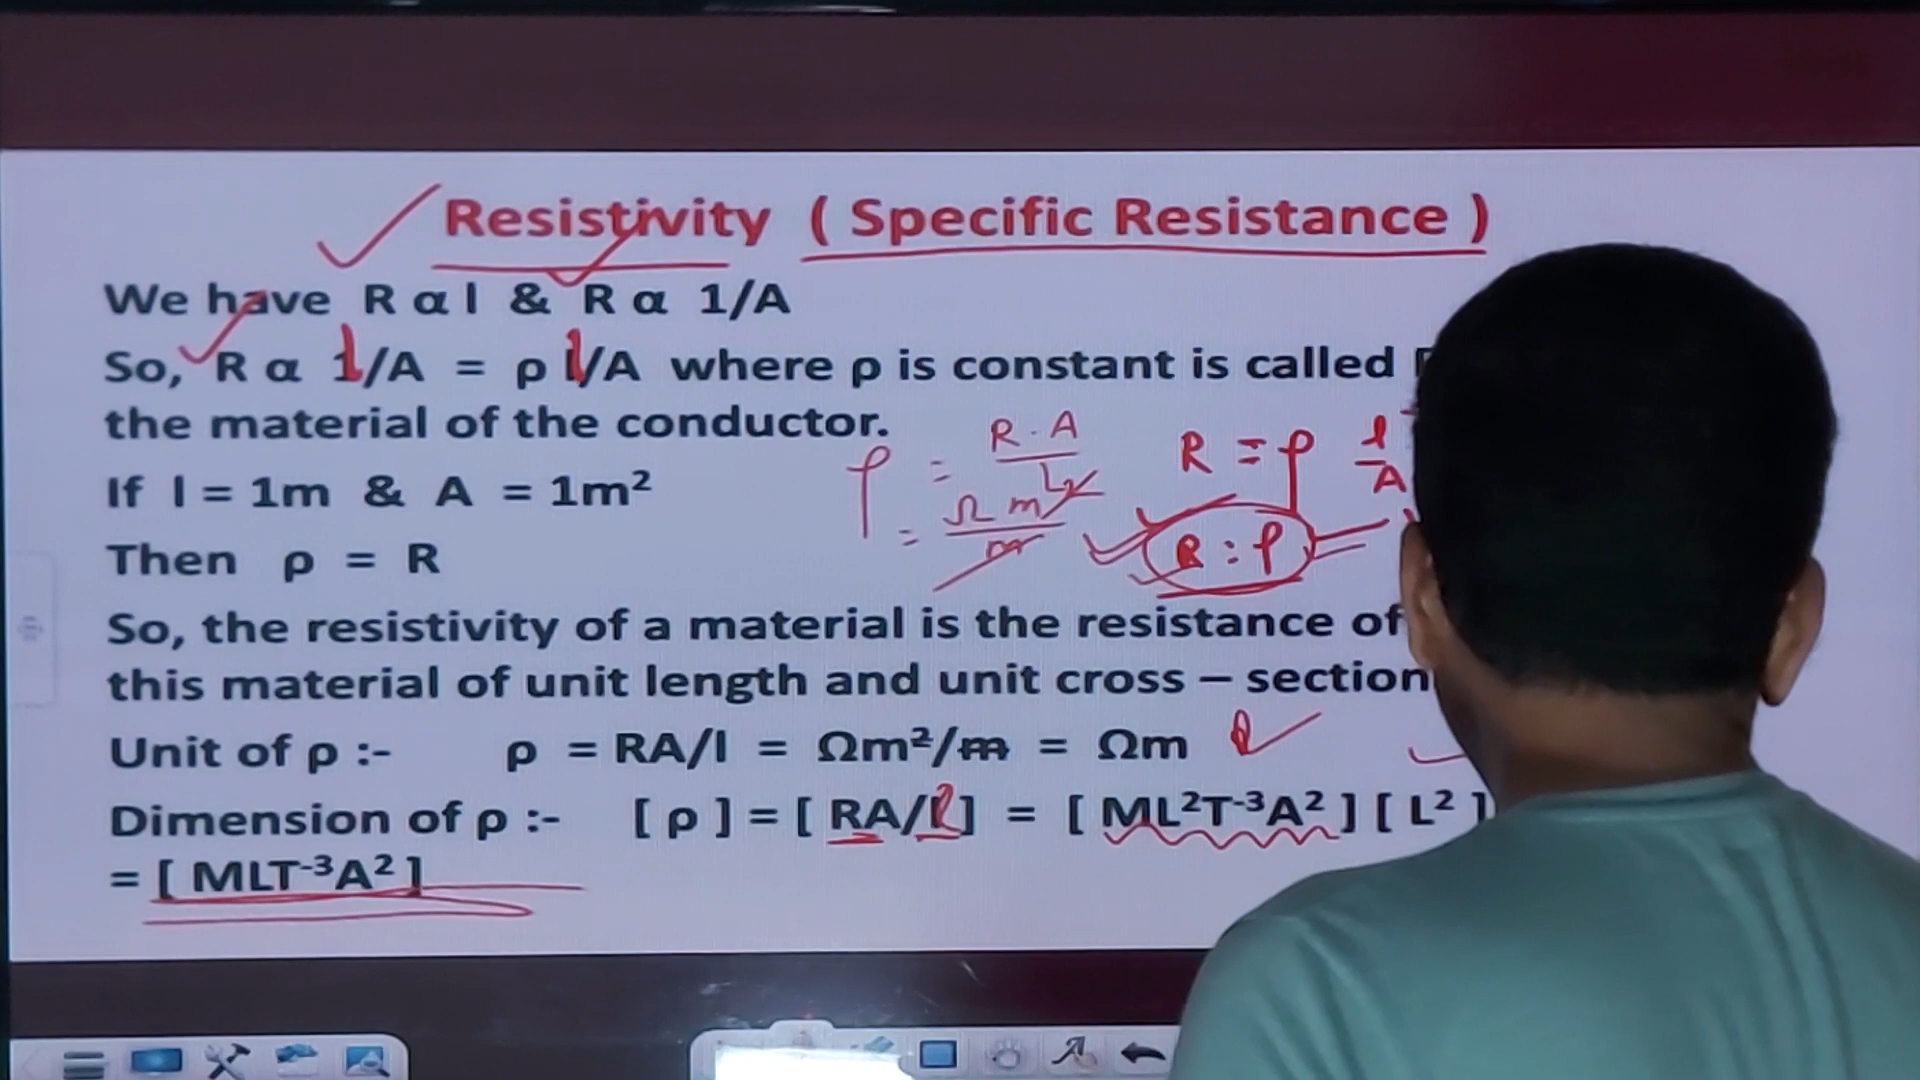 Resistivity ( Specific Resistance )
We have R α l & R α 1/A
So, R α l/A = ρ l/A where ρ is constant is called
the material of the conductor.
ρ = R·A/L
R = ρ l/A
If l = 1m & A = 1m²
= Ω m²/m
R = ρ
Then ρ = R
So, the resistivity of a material is the resistance of
this material of unit length and unit cross – section
Unit of ρ :- ρ = RA/l = Ωm²/m = Ωm
Dimension of ρ :- [ ρ ] = [ RA/l ] = [ ML²T⁻³A² ] [ L² ]
= [ MLT⁻³A² ]